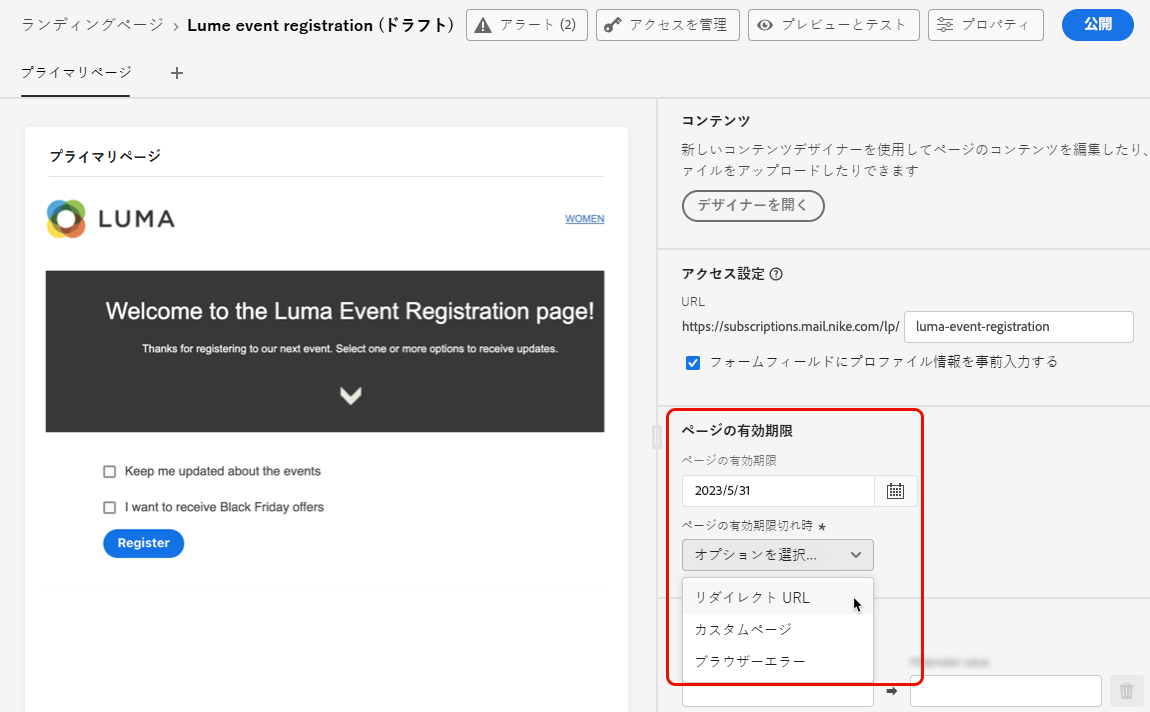 ランディングページ > Lume event registration (ドラフト)
アラート (2)
アクセスを管理
プレビューとテスト
プロパティ
公開
プライマリページ +
プライマリページ
LUMA
WOMEN
Welcome to the Luma Event Registration page!
Thanks for registering to our next event. Select one or more options to receive updates.
Keep me updated about the events
I want to receive Black Friday offers
Register
コンテンツ
新しいコンテンツデザイナーを使用してページのコンテンツを編集したり、
ァイルをアップロードしたりできます
デザイナーを開く
アクセス設定
URL
https://subscriptions.mail.nike.com/lp/ luma-event-registration
フォームフィールドにプロファイル情報を事前入力する
ページの有効期限
ページの有効期限
2023/5/31
ページの有効期限切れ時 *
オプションを選択...
リダイレクト URL
カスタムページ
ブラウザーエラー